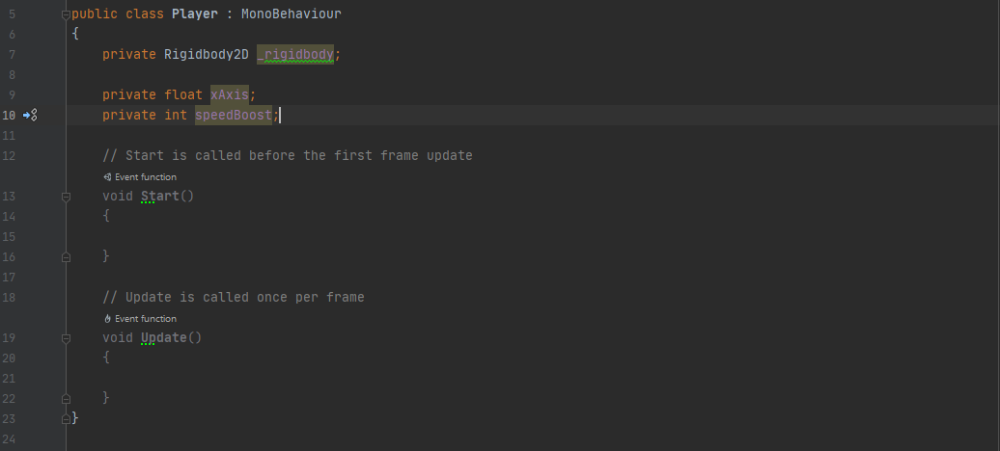 5 public class Player : MonoBehaviour
6 {
7 private Rigidbody2D _rigidbody;
8
9 private float xAxis;
10 private int speedBoost;
11
12 // Start is called before the first frame update
Event function
13 void Start()
14 {
15
16 }
17
18 // Update is called once per frame
Event function
19 void Update()
20 {
21
22 }
23 }
24